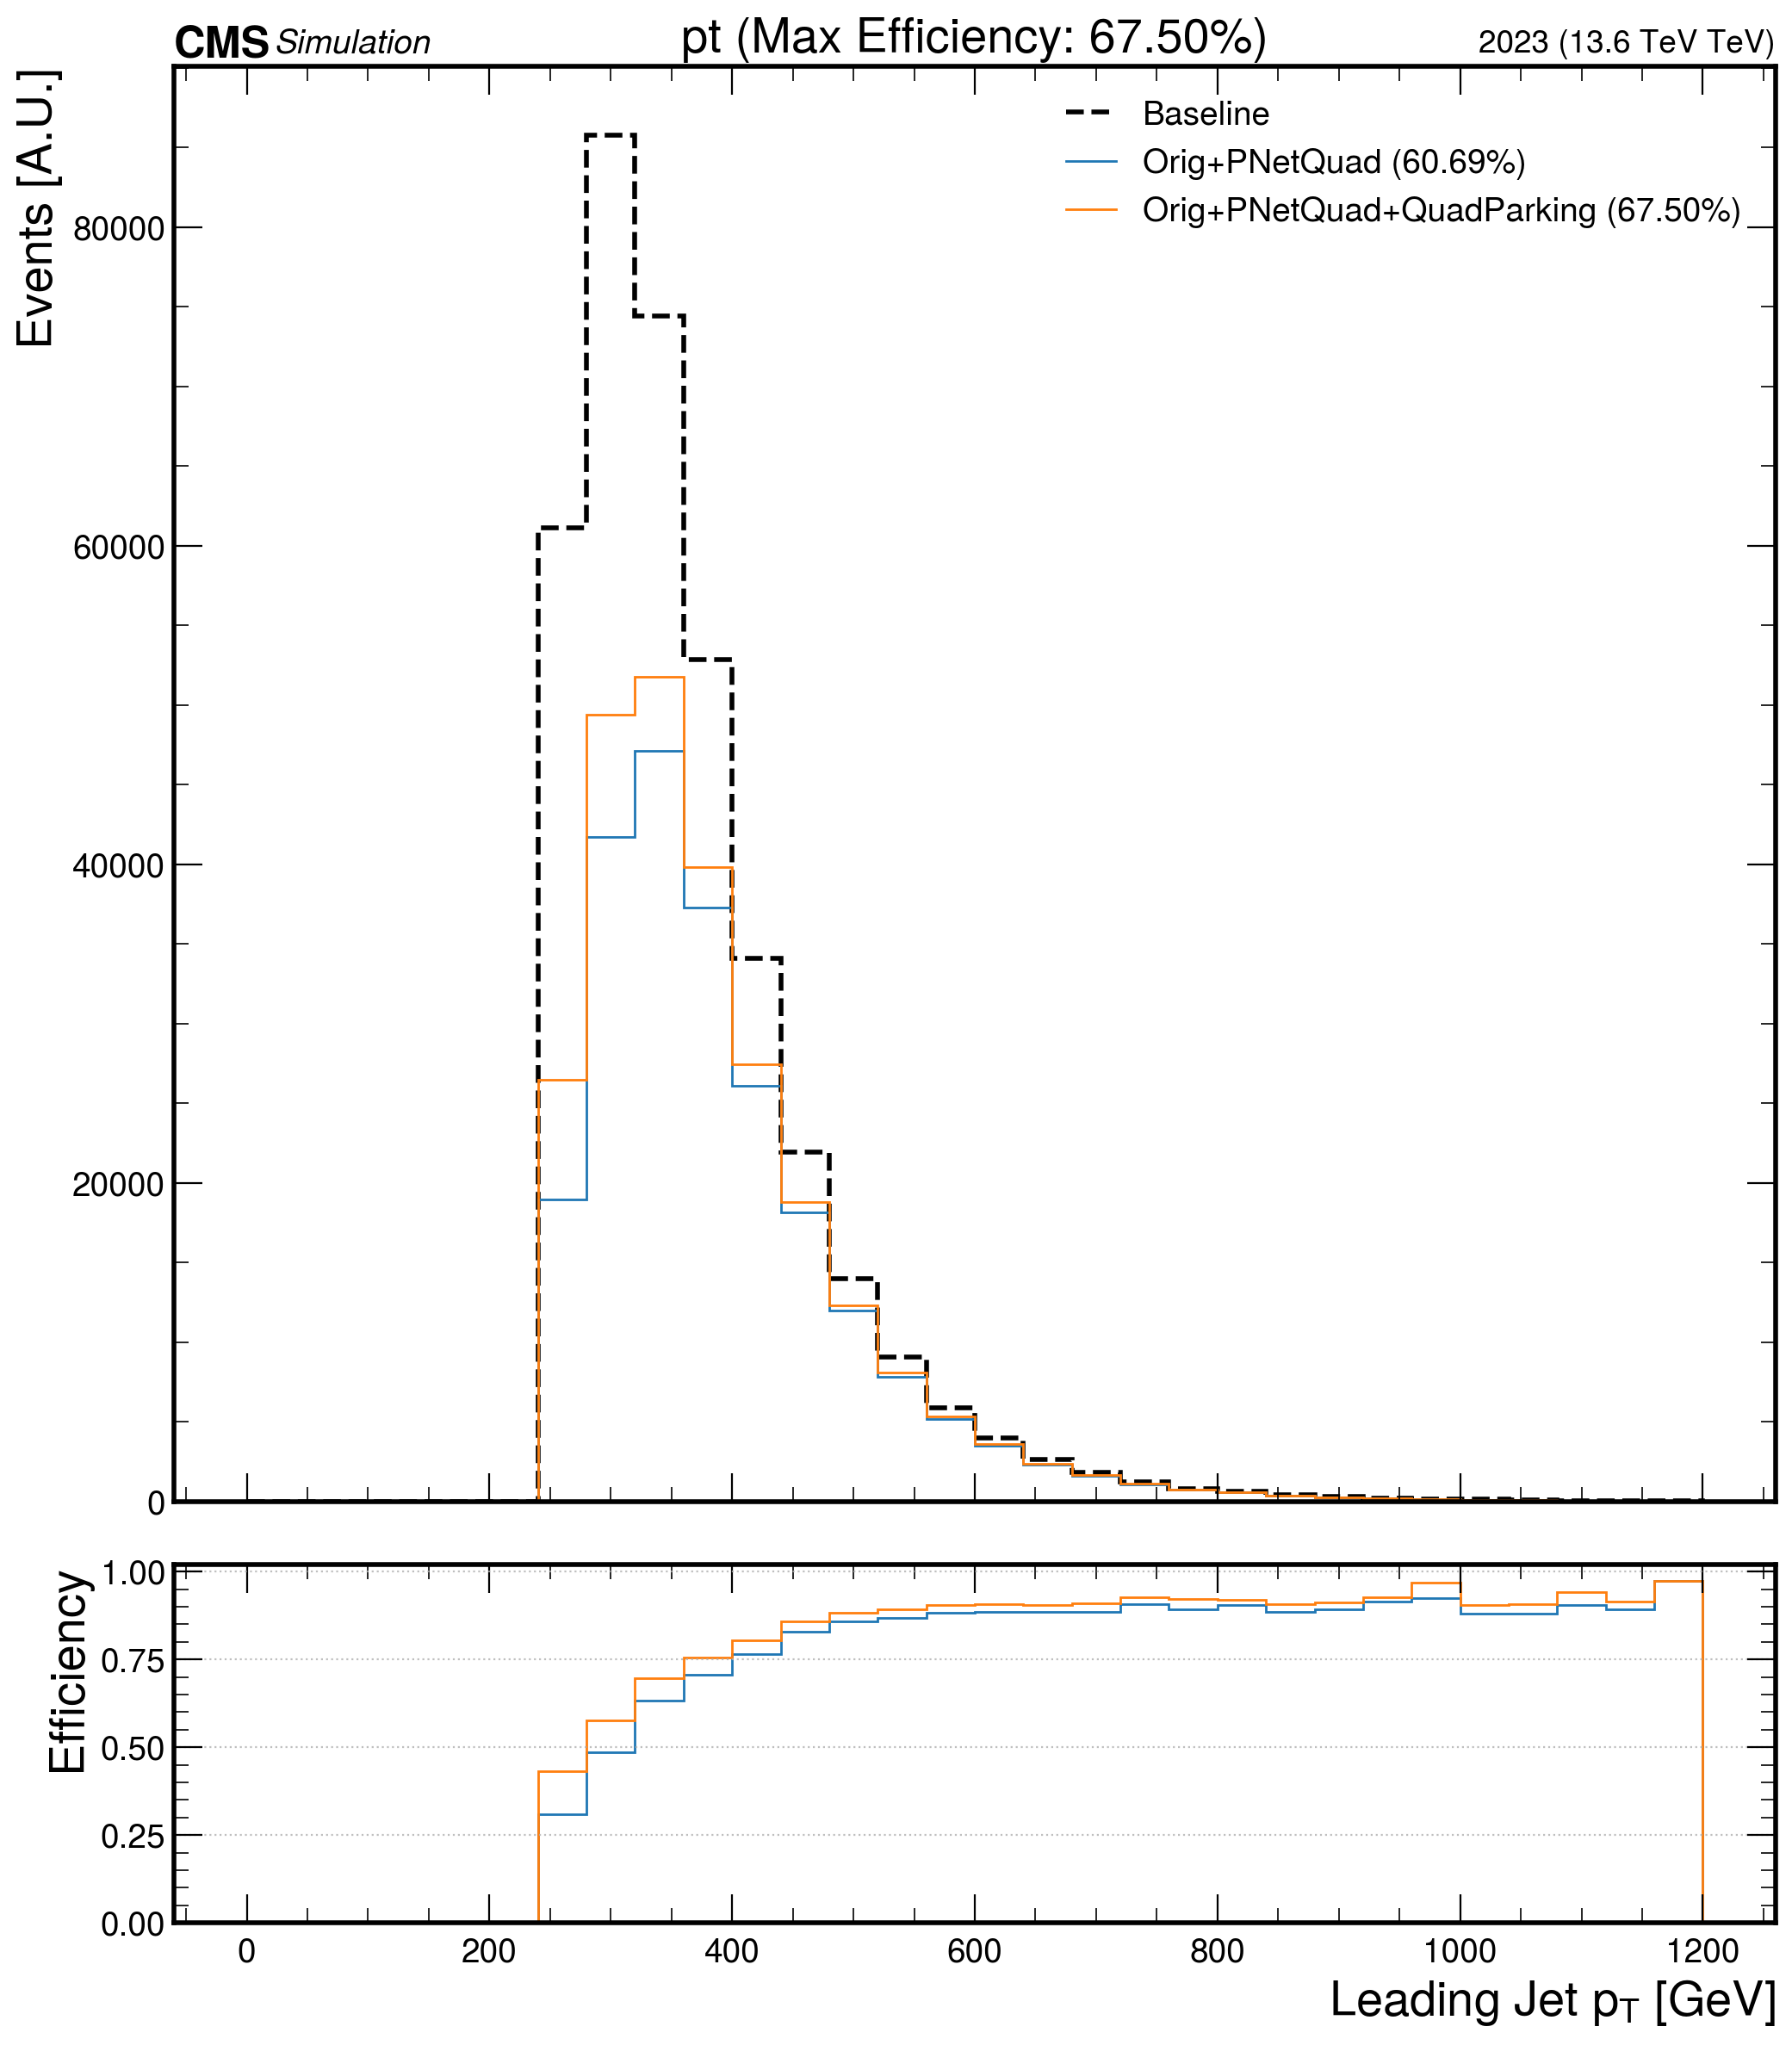 CMS Simulation
pt (Max Efficiency: 67.50%)
2023 (13.6 TeV TeV)
Events [A.U.]
Baseline
Orig+PNetQuad (60.69%)
Orig+PNetQuad+QuadParking (67.50%)
80000
60000
40000
20000
0
Efficiency
1.00
0.75
0.50
0.25
0.00
0 200 400 600 800 1000 1200
Leading Jet pT [GeV]